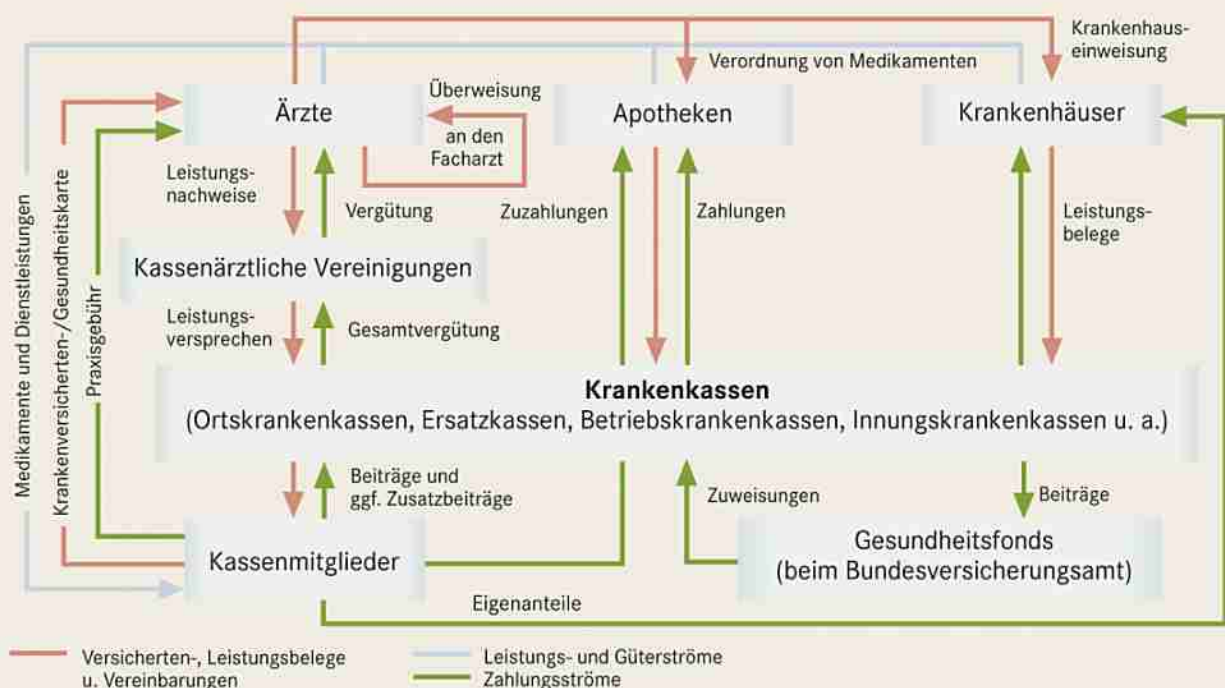 Krankenhaus-
einweisung
Verordnung von Medikamenten
Ärzte
Überweisung
an den
Facharzt
Apotheken
Krankenhäuser
Leistungs-
nachweise
Vergütung
Zuzahlungen
Zahlungen
Leistungs-
belege
Medikamente und Dienstleistungen
Krankenversicherten-/Gesundheitskarte
Praxisgebühr
Kassenärztliche Vereinigungen
Leistungs-
versprechen
Gesamtvergütung
Krankenkassen
(Ortskrankenkassen, Ersatzkassen, Betriebskrankenkassen, Innungskrankenkassen u. a.)
Beiträge und
ggf. Zusatzbeiträge
Zuweisungen
Beiträge
Kassenmitglieder
Gesundheitsfonds
(beim Bundesversicherungsamt)
Eigenanteile
Versicherten-, Leistungsbelege
u. Vereinbarungen
Leistungs- und Güterströme
Zahlungsströme